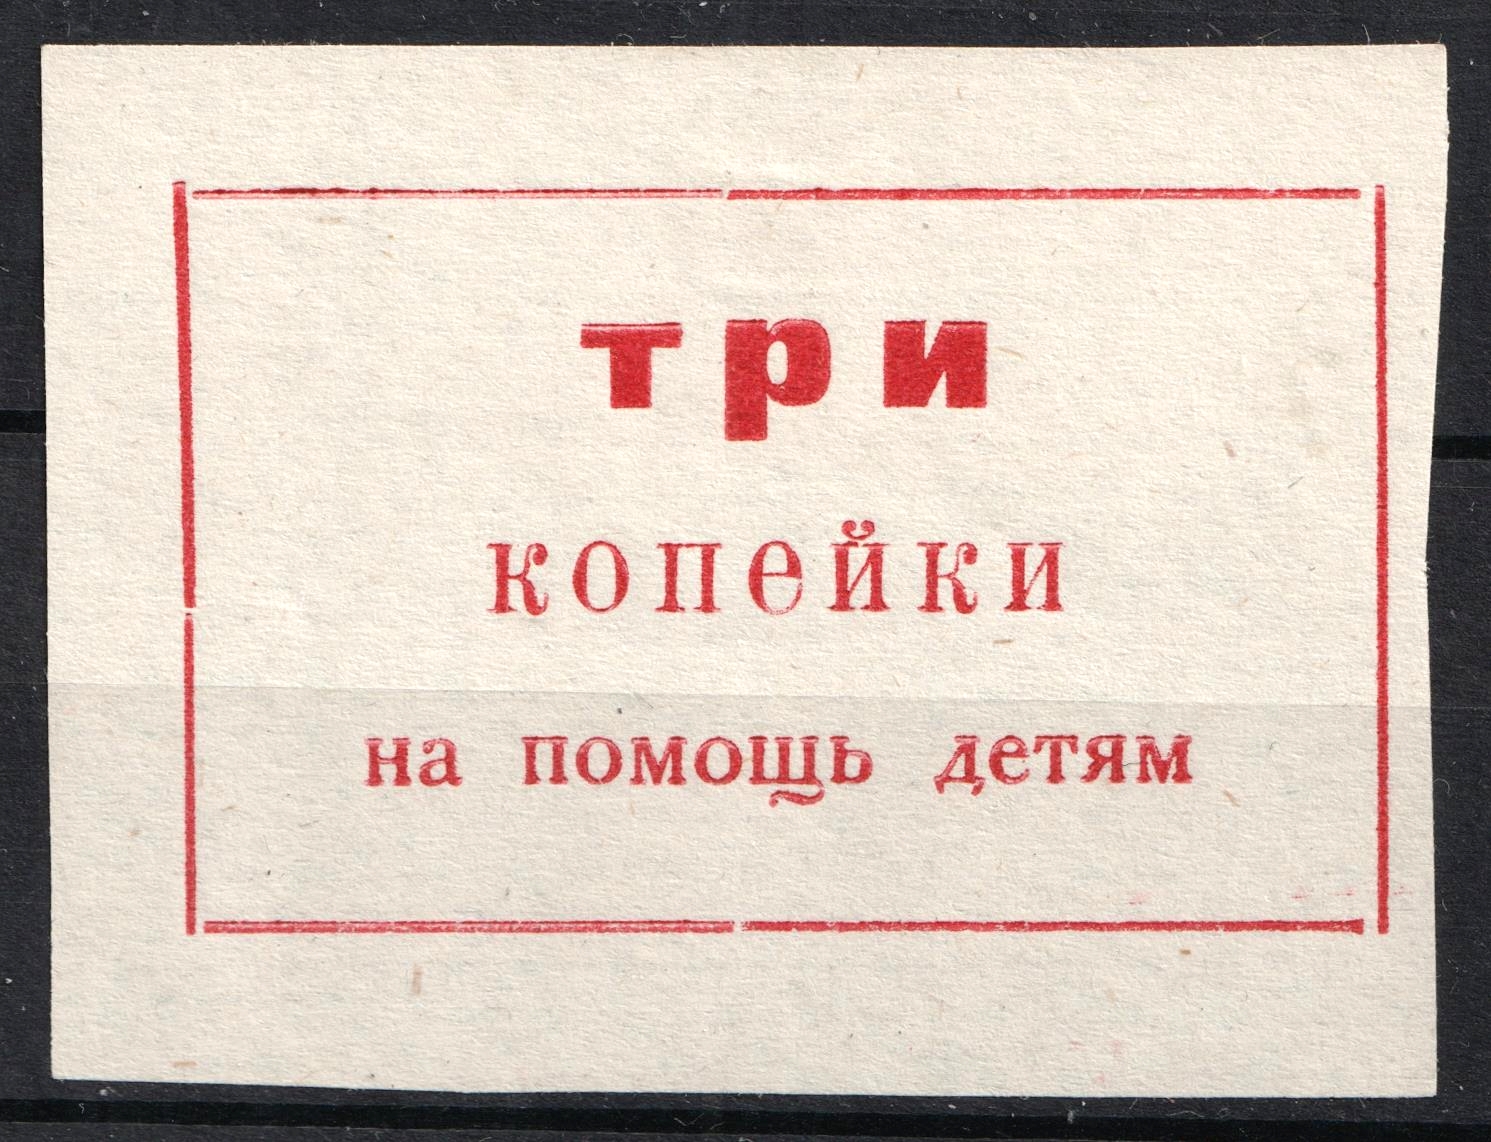 три
копейки
на помощь детям